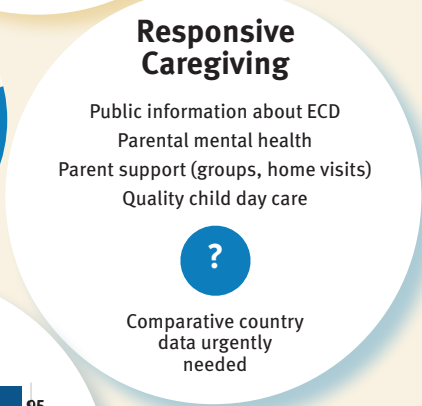 Responsive
Caregiving
Public information about ECD
Parental mental health
Parent support (groups, home visits)
Quality child day care
?
Comparative country
data urgently
needed
95